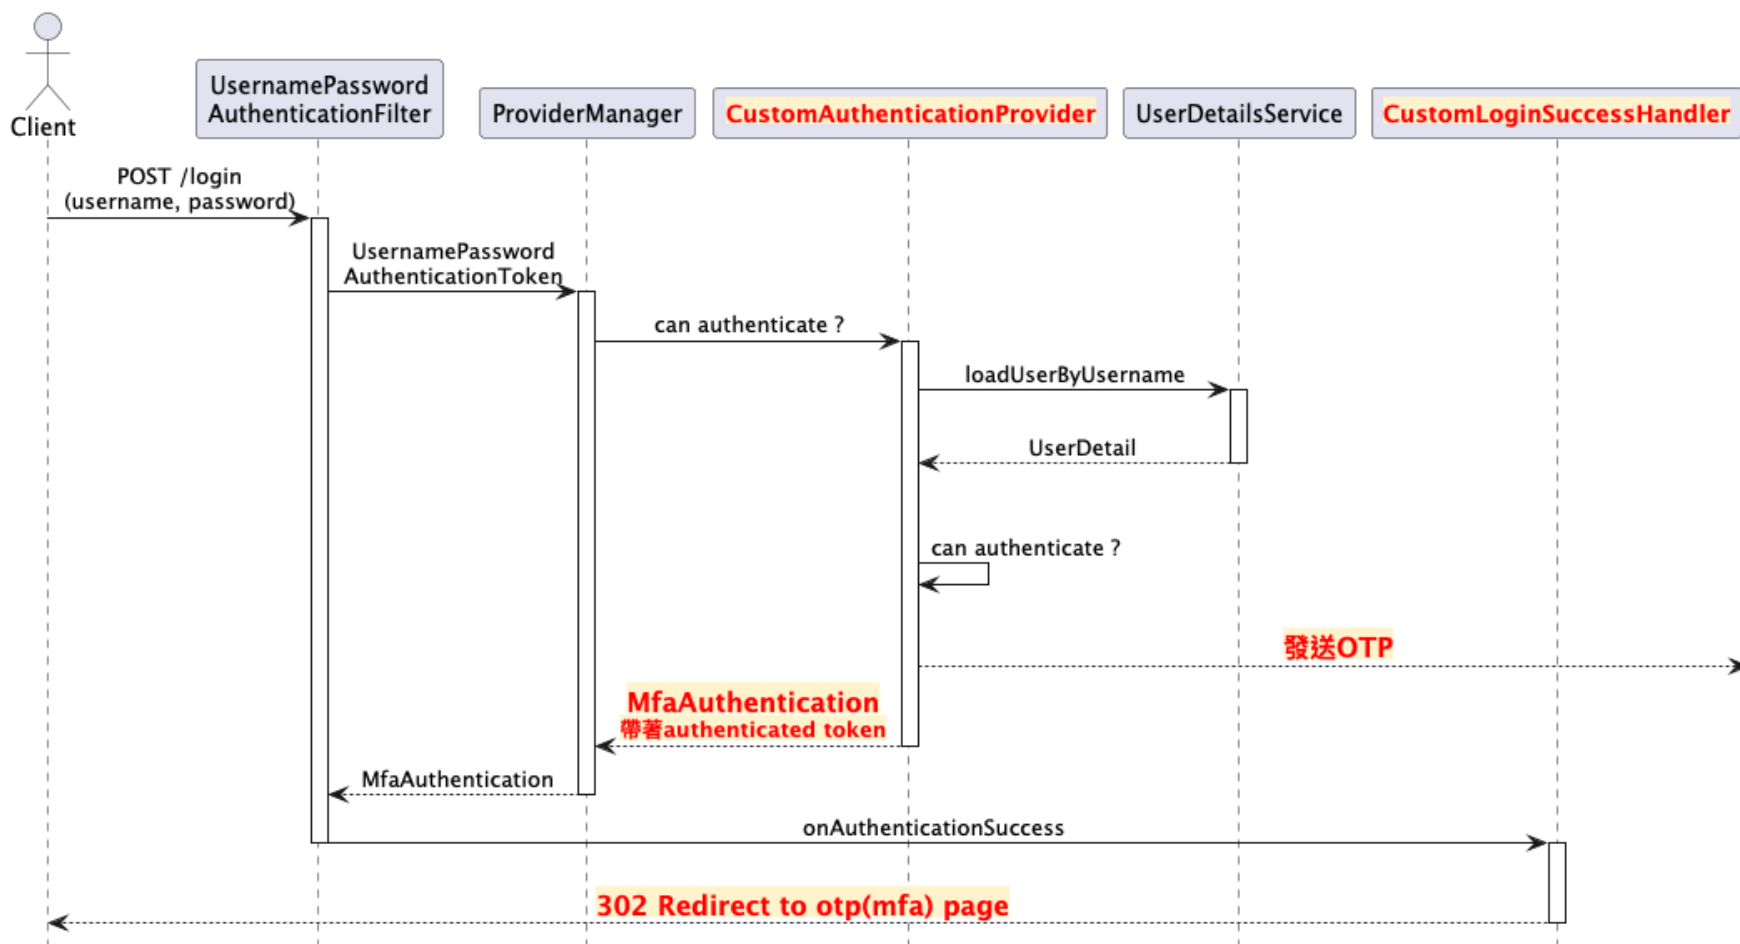 Client
UsernamePassword
AuthenticationFilter
ProviderManager
CustomAuthenticationProvider
UserDetailsService
CustomLoginSuccessHandler
POST /login
(username, password)
UsernamePassword
AuthenticationToken
can authenticate ?
loadUserByUsername
UserDetail
can authenticate ?
發送OTP
MfaAuthentication
帶著authenticated token
MfaAuthentication
onAuthenticationSuccess
302 Redirect to otp(mfa) page